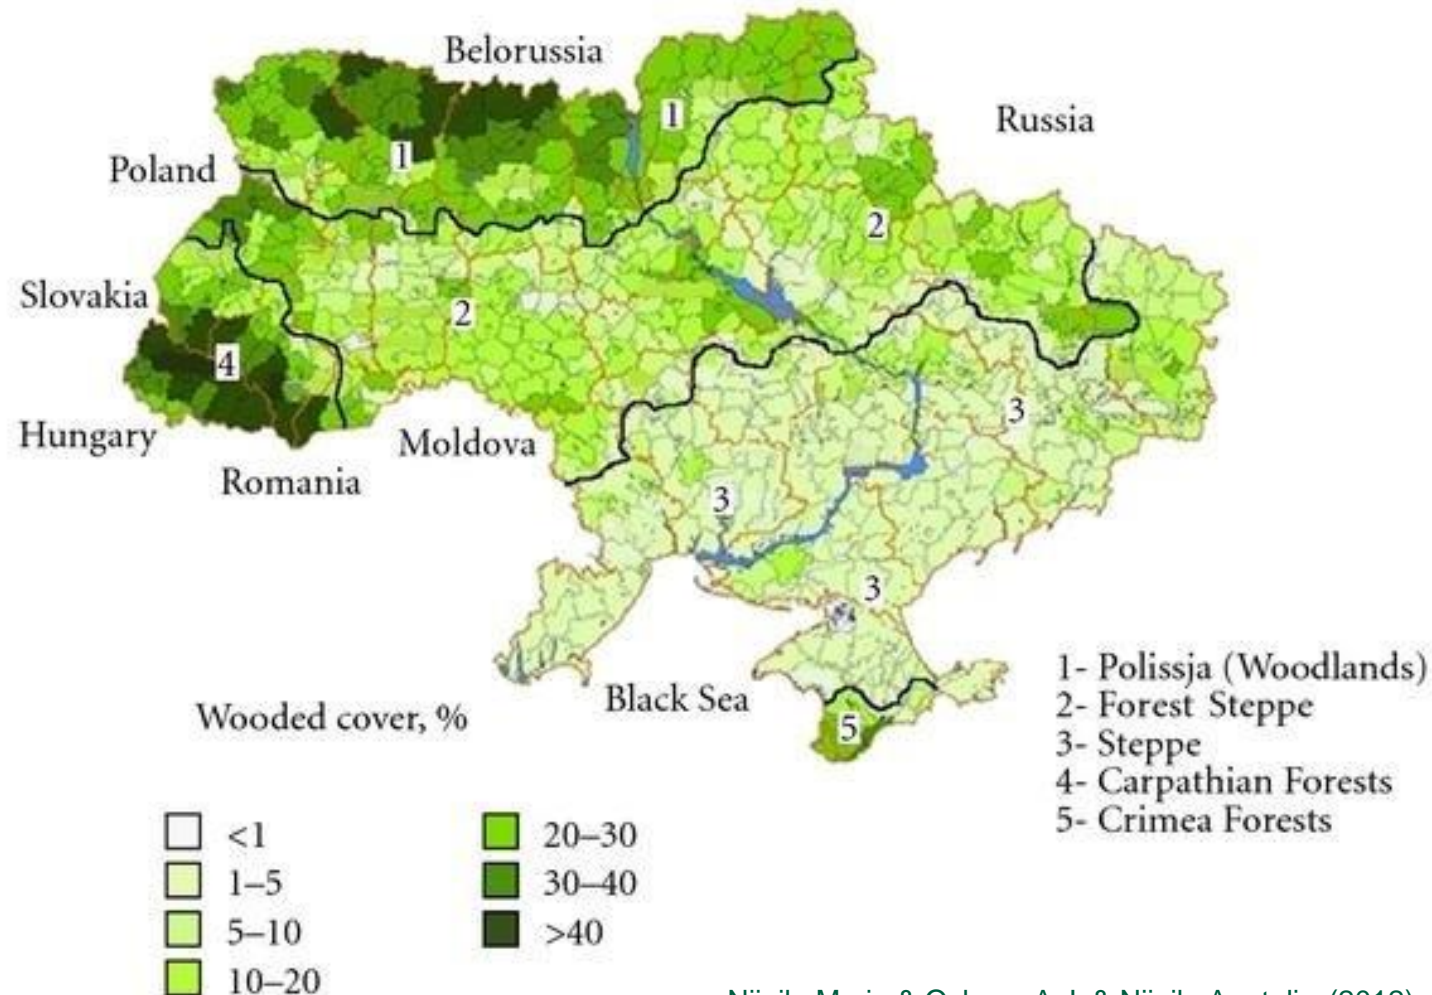 Belorussia
Russia
Poland
Slovakia
Hungary
Romania
Moldova
Black Sea
1
1
2
2
3
3
3
4
5
1- Polissja (Woodlands)
2- Forest Steppe
3- Steppe
4- Carpathian Forests
5- Crimea Forests
Wooded cover, %
<1
1–5
5–10
10–20
20–30
30–40
>40